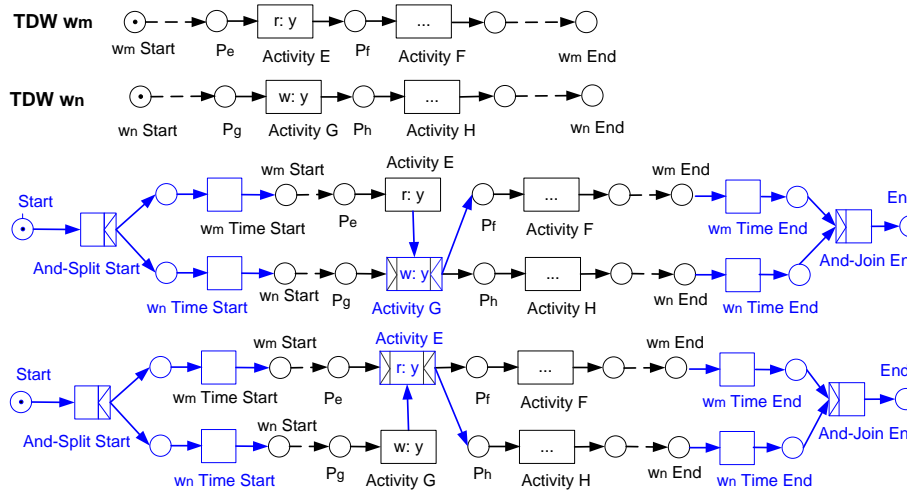 TDW wm
r: y
...
wm Start
Pe
Activity E
Pf
Activity F
wm End
TDW wn
w: y
...
wn Start
Pg
Activity G
Ph
Activity H
wn End
Start
wm Start
Activity E
r: y
...
wm End
En
wm Time Start
Pe
Pf
Activity F
wm Time End
And-Split Start
wn Start
w: y
...
wn End
And-Join En
wn Time Start
Pg
Activity G
Ph
Activity H
wn Time End
Start
wm Start
Activity E
r: y
...
wm End
End
wm Time Start
Pe
Pf
Activity F
wm Time End
And-Split Start
wn Start
w: y
...
And-Join End
wn Time Start
Pg
Activity G
Ph
Activity H
wn End
wn Time End